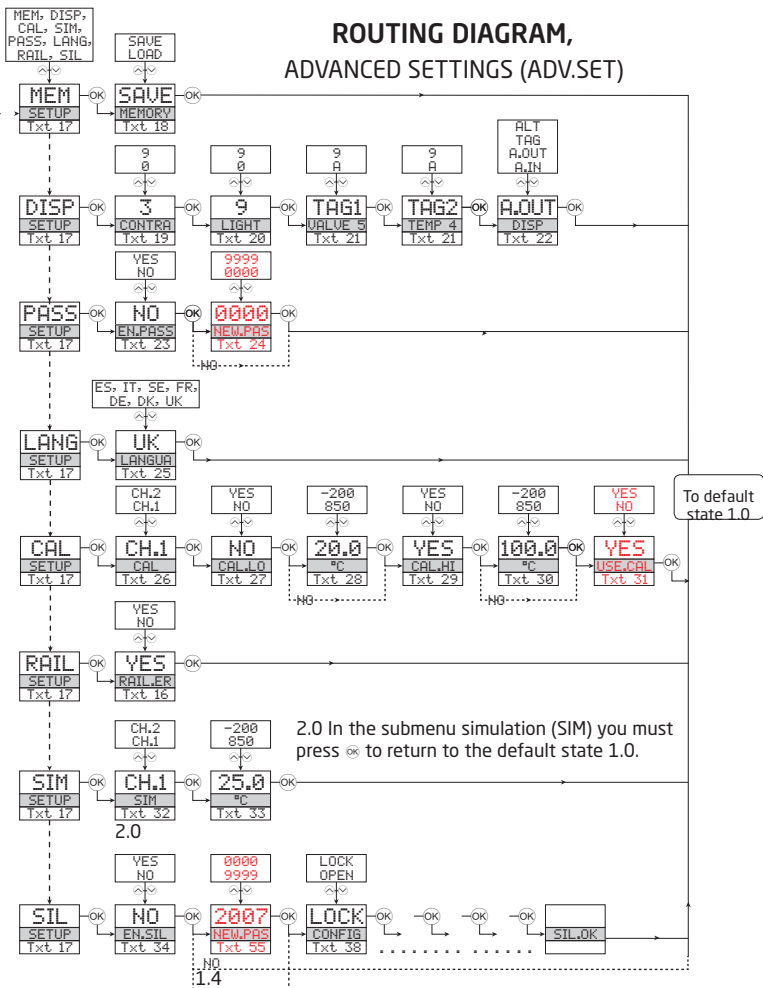 ROUTING DIAGRAM,
ADVANCED SETTINGS (ADV.SET)
MEM, DISP,
CAL, SIM,
PASS, LANG,
RAIL, SIL
SAVE
LOAD
MEM OK SAVE OK
SETUP MEMORY
Txt 17 Txt 18
9 9 9 9 ALT
0 0 A A TAG
A.OUT
A.IN
DISP OK 3 OK 9 OK TAG1 OK TAG2 OK A.OUT OK
SETUP CONTRA LIGHT VALVE 5 TEMP 4 DISP
Txt 17 Txt 19 Txt 20 Txt 21 Txt 21 Txt 22
YES 9999
NO 0000
PASS OK NO OK 0000 OK
SETUP EN.PASS NEW.PAS
Txt 17 Txt 23 Txt 24
NO
ES, IT, SE, FR,
DE, DK, UK
LANG OK UK OK
SETUP LANGUA
Txt 17 Txt 25
To default
state 1.0
CH.2 YES -200 YES -200 YES
CH.1 NO 850 NO 850 NO
CAL OK CH.1 OK NO OK 20.0 OK YES OK 100.0 OK YES OK
SETUP CAL CAL.LO °C CAL.HI °C USE.CAL
Txt 17 Txt 26 Txt 27 Txt 28 Txt 29 Txt 30 Txt 31
NO NO
YES
NO
RAIL OK YES OK
SETUP RAIL.ER
Txt 17 Txt 16
2.0 In the submenu simulation (SIM) you must
press OK to return to the default state 1.0.
CH.2 -200
CH.1 850
SIM OK CH.1 OK 25.0 OK
SETUP SIM °C
Txt 17 Txt 32 Txt 33
2.0
YES 0000 LOCK
NO 9999 OPEN
SIL OK NO OK 2007 OK LOCK OK OK OK OK
SETUP EN.SIL NEW.PAS CONFIG SIL.OK
Txt 17 Txt 34 Txt 55 Txt 38 . . . . . . . . . . . . . .
NO
1.4